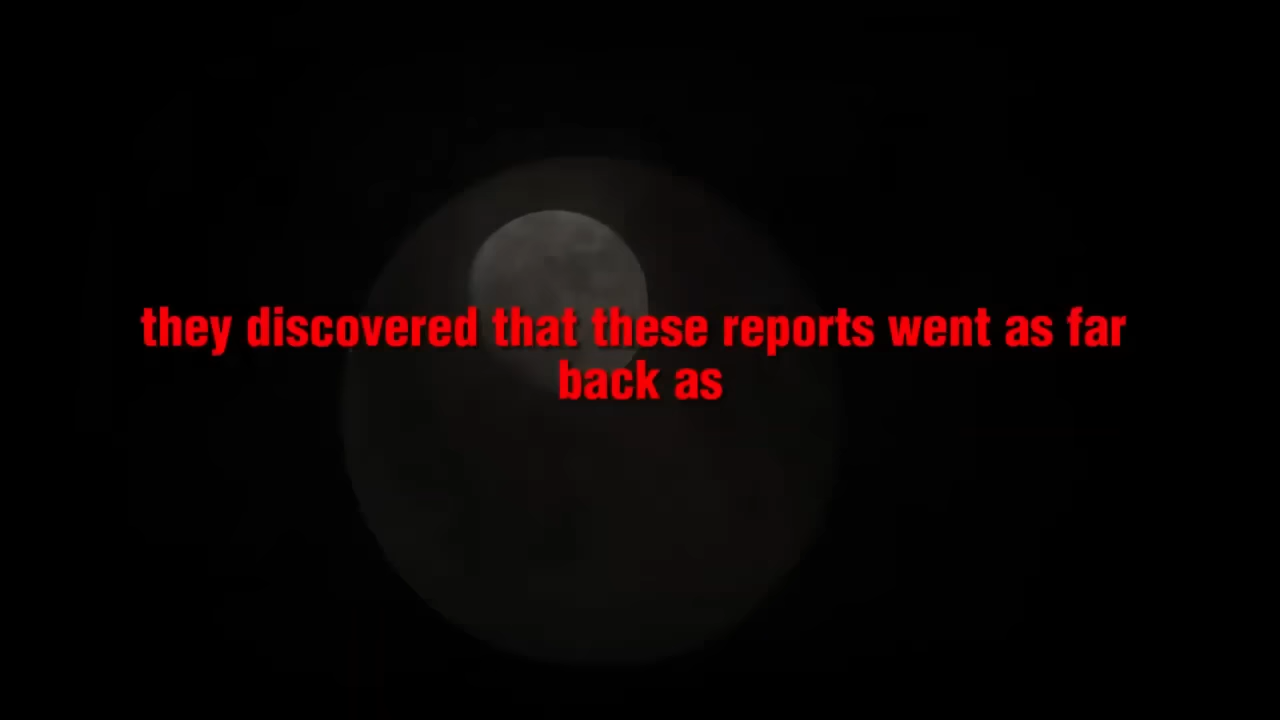 they discovered that these reports went as far
back as